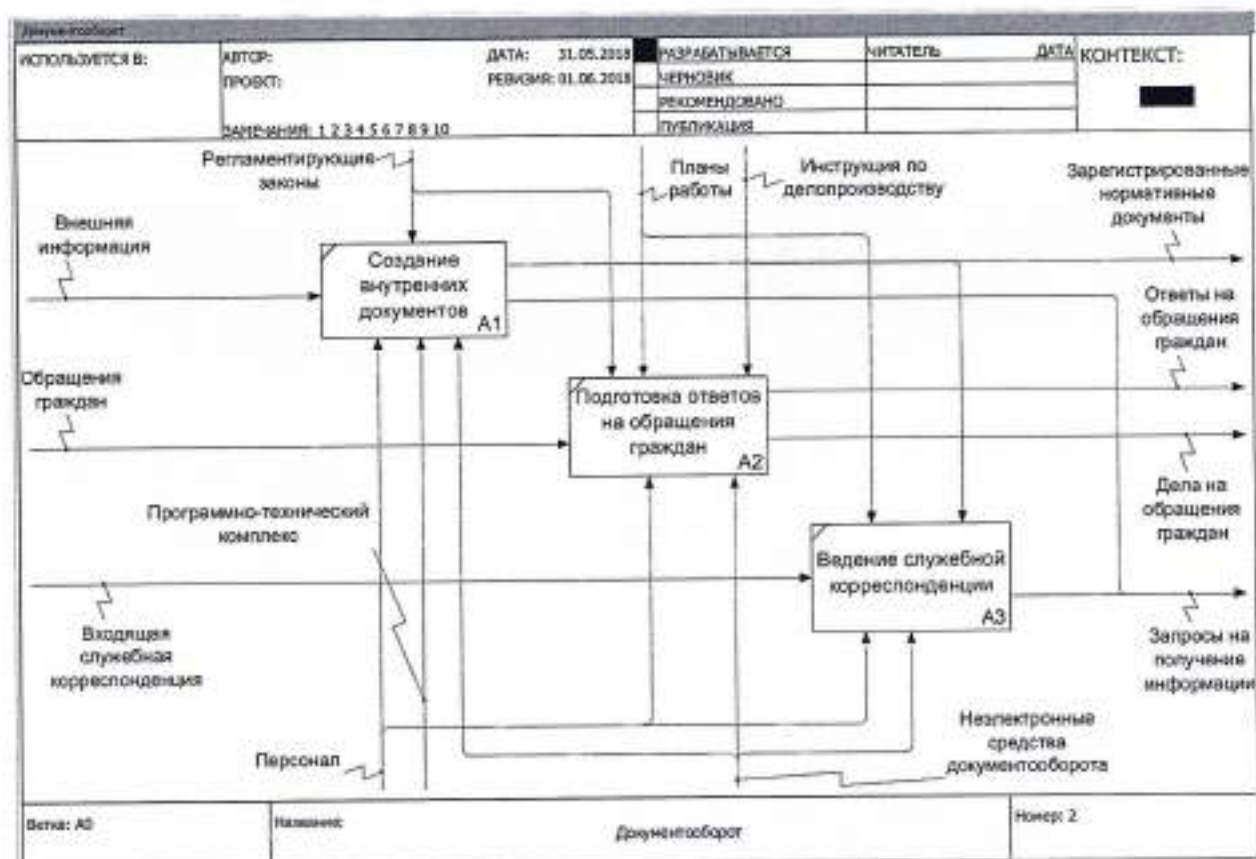 Документооборот
ИСПОЛЬЗУЕТСЯ В:
АВТОР:
ДАТА: 31.05.2018
ПРОЕКТ:
РЕВИЗИЯ: 01.06.2018
ЗАМЕЧАНИЯ: 1 2 3 4 5 6 7 8 9 10
РАЗРАБАТЫВАЕТСЯ
ЧЕРНОВИК
РЕКОМЕНДОВАНО
ПУБЛИКАЦИЯ
ЧИТАТЕЛЬ
ДАТА
КОНТЕКСТ:
Регламентирующие
законы
Планы
работы
Инструкция по
делопроизводству
Зарегистрированные
нормативные
документы
Внешняя
информация
Создание
внутренних
документов
A1
Ответы на
обращения
граждан
Обращения
граждан
Подготовка ответов
на обращения
граждан
A2
Дела на
обращения
граждан
Программно-технический
комплекс
Ведение служебной
корреспонденции
A3
Входящая
служебная
корреспонденция
Запросы на
получение
информации
Персонал
Неэлектронные
средства
документооборота
Ветка: A0
Название:
Документооборот
Номер: 2